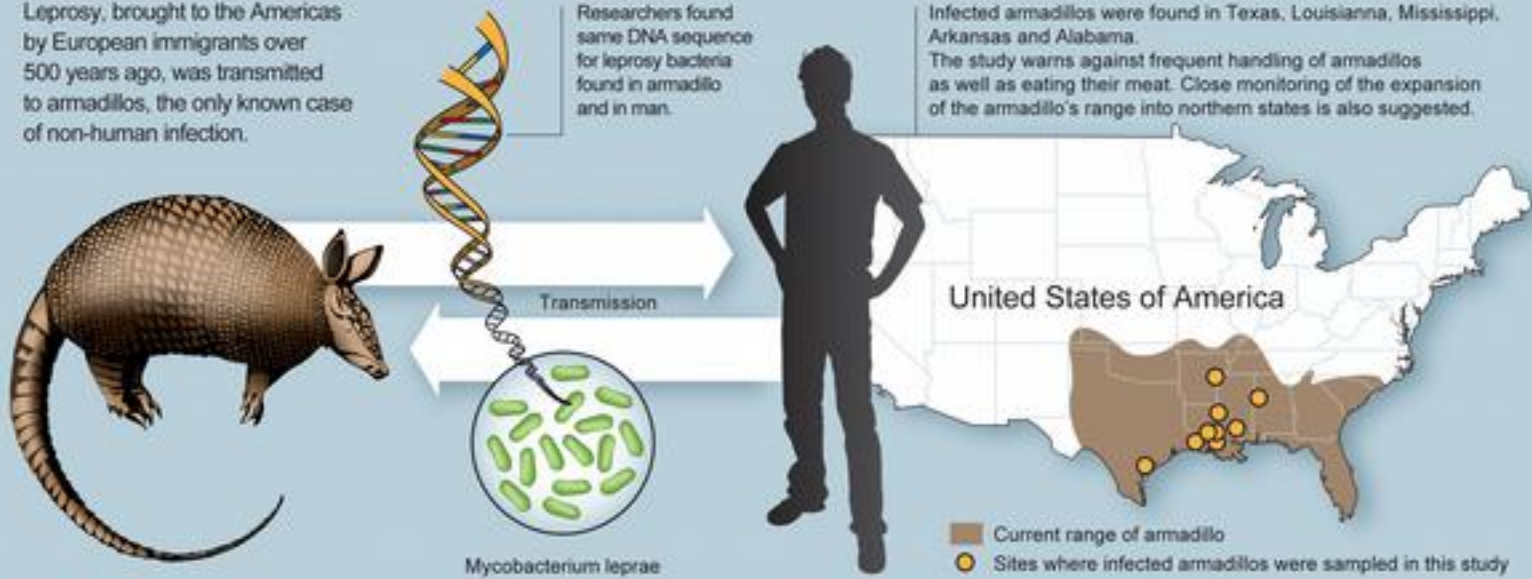 Leprosy, brought to the Americas
by European immigrants over
500 years ago, was transmitted
to armadillos, the only known case
of non-human infection.
Researchers found
same DNA sequence
for leprosy bacteria
found in armadillo
and in man.
Infected armadillos were found in Texas, Louisianna, Mississippi,
Arkansas and Alabama.
The study warns against frequent handling of armadillos
as well as eating their meat. Close monitoring of the expansion
of the armadillo's range into northern states is also suggested.
Transmission
United States of America
Mycobacterium leprae
Current range of armadillo
Sites where infected armadillos were sampled in this study